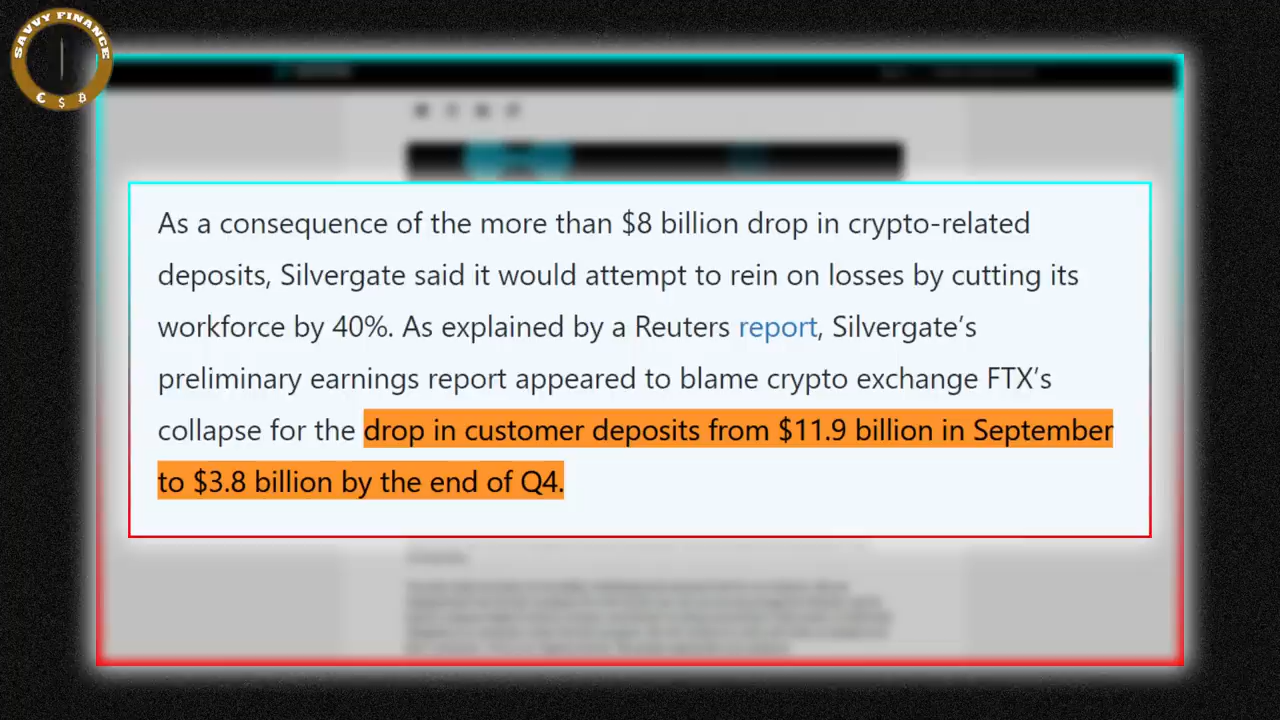 SAVVY FINANCE
€ $ ₿
As a consequence of the more than $8 billion drop in crypto-related
deposits, Silvergate said it would attempt to rein on losses by cutting its
workforce by 40%. As explained by a Reuters report, Silvergate’s
preliminary earnings report appeared to blame crypto exchange FTX’s
collapse for the drop in customer deposits from $11.9 billion in September
to $3.8 billion by the end of Q4.